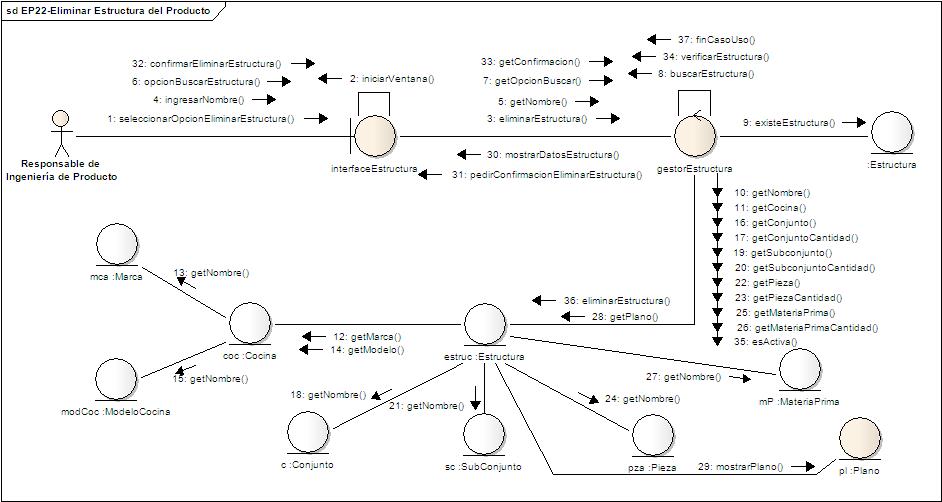 sd EP22-Eliminar Estructura del Producto
37: finCasoUso()
32: confirmarEliminarEstructura()
33: getConfirmacion()
34: verificarEstructura()
6: opcionBuscarEstructura()
2: iniciarVentana()
7: getOpcionBuscar()
8: buscarEstructura()
4: ingresarNombre()
5: getNombre()
1: seleccionarOpcionEliminarEstructura()
3: eliminarEstructura()
9: existeEstructura()
Responsable de
Ingeniería de Producto
interfaceEstructura
30: mostrarDatosEstructura()
31: pedirConfirmacionEliminarEstructura()
gestorEstructura
:Estructura
10: getNombre()
11: getCocina()
16: getConjunto()
17: getConjuntoCantidad()
19: getSubconjunto()
20: getSubconjuntoCantidad()
22: getPieza()
23: getPiezaCantidad()
25: getMateriaPrima()
26: getMateriaPrimaCantidad()
35: esActiva()
mca :Marca
13: getNombre()
36: eliminarEstructura()
28: getPlano()
12: getMarca()
14: getModelo()
coc :Cocina
estruc :Estructura
15: getNombre()
modCoc :ModeloCocina
27: getNombre()
mP :MateriaPrima
18: getNombre()
21: getNombre()
24: getNombre()
c :Conjunto
sc :SubConjunto
pza :Pieza
29: mostrarPlano()
pl :Plano